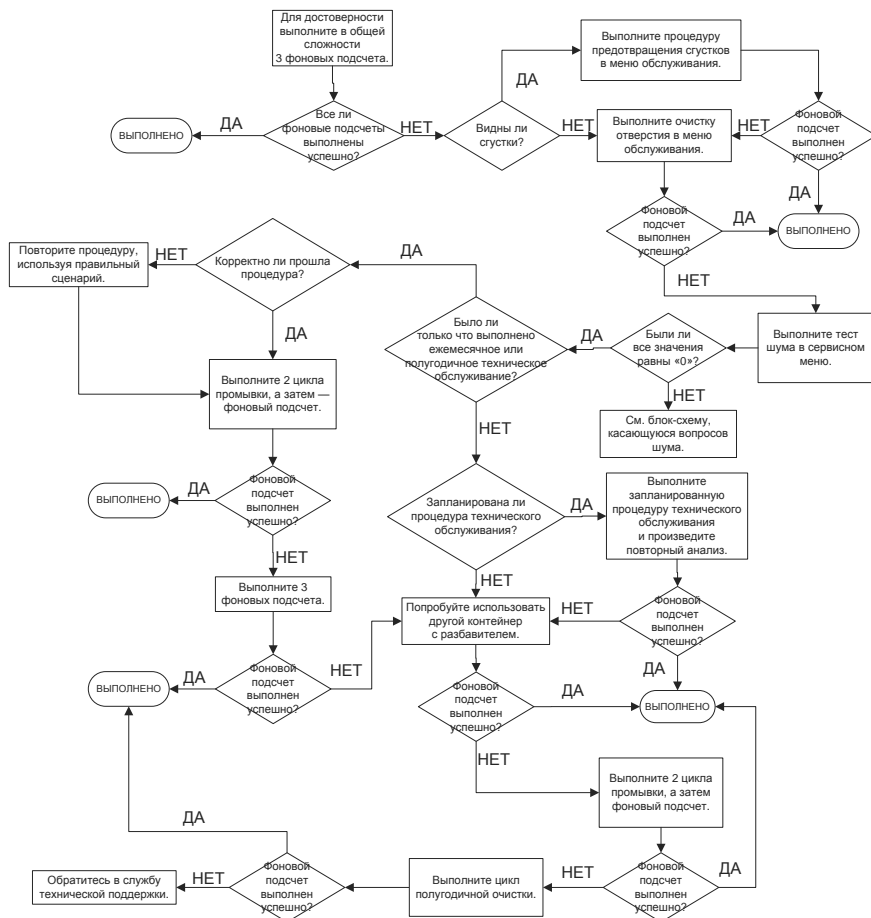 Для достоверности
выполните в общей
сложности
3 фоновых подсчета.
Выполните процедуру
предотвращения сгустков
в меню обслуживания.
ДА
ВЫПОЛНЕНО
ДА
Все ли
фоновые подсчеты
выполнены
успешно?
НЕТ
Видны ли
сгустки?
НЕТ
Выполните очистку
отверстия в меню
обслуживания.
НЕТ
Фоновой
подсчет
выполнен
успешно?
ДА
Фоновой
подсчет
выполнен
успешно?
ДА
ВЫПОЛНЕНО
НЕТ
Повторите процедуру,
используя правильный
сценарий.
НЕТ
Корректно ли прошла
процедура?
ДА
ДА
Было ли
только что выполнено
ежемесячное или
полугодичное техническое
обслуживание?
ДА
Были ли
все значения
равны «0»?
Выполните тест
шума в сервисном
меню.
НЕТ
См. блок-схему,
касающуюся вопросов
шума.
Выполните 2 цикла
промывки, а затем —
фоновый подсчет.
НЕТ
ВЫПОЛНЕНО
ДА
Фоновой
подсчет
выполнен
успешно?
НЕТ
Запланирована ли
процедура технического
обслуживания?
ДА
Выполните
запланированную
процедуру технического
обслуживания
и произведите
повторный анализ.
НЕТ
Выполните 3
фоновых подсчета.
Попробуйте использовать
другой контейнер
с разбавителем.
НЕТ
Фоновой
подсчет
выполнен
успешно?
ДА
ВЫПОЛНЕНО
ДА
Фоновой
подсчет
выполнен
успешно?
НЕТ
Фоновой
подсчет
выполнен
успешно?
ДА
ВЫПОЛНЕНО
НЕТ
Выполните 2 цикла
промывки, а затем
фоновый подсчет.
ДА
Обратитесь в службу
технической поддержки.
НЕТ
Фоновой
подсчет
выполнен
успешно?
Выполните цикл
полугодичной очистки.
НЕТ
Фоновой
подсчет
выполнен
успешно?
ДА